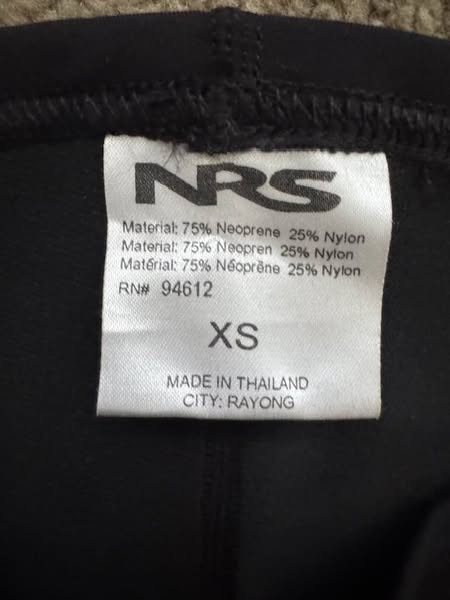 NRS
Material: 75% Neoprene 25% Nylon
Material: 75% Neopren 25% Nylon
Matérial: 75% Néoprêne 25% Nylon
RN# 94612
XS
MADE IN THAILAND
CITY: RAYONG